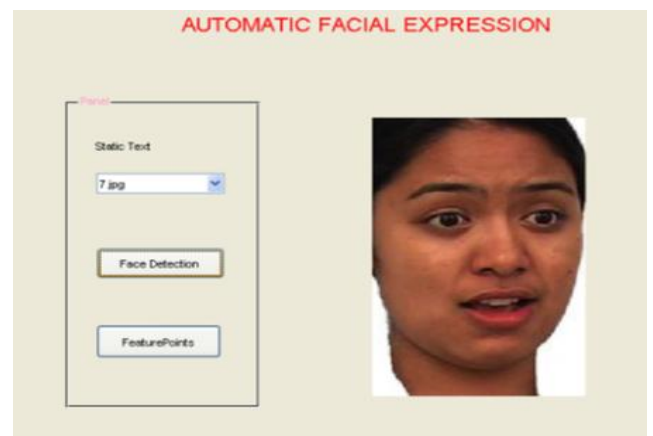 AUTOMATIC FACIAL EXPRESSION
Panel
Static Text
7.jpg
Face Detection
FeaturePoints